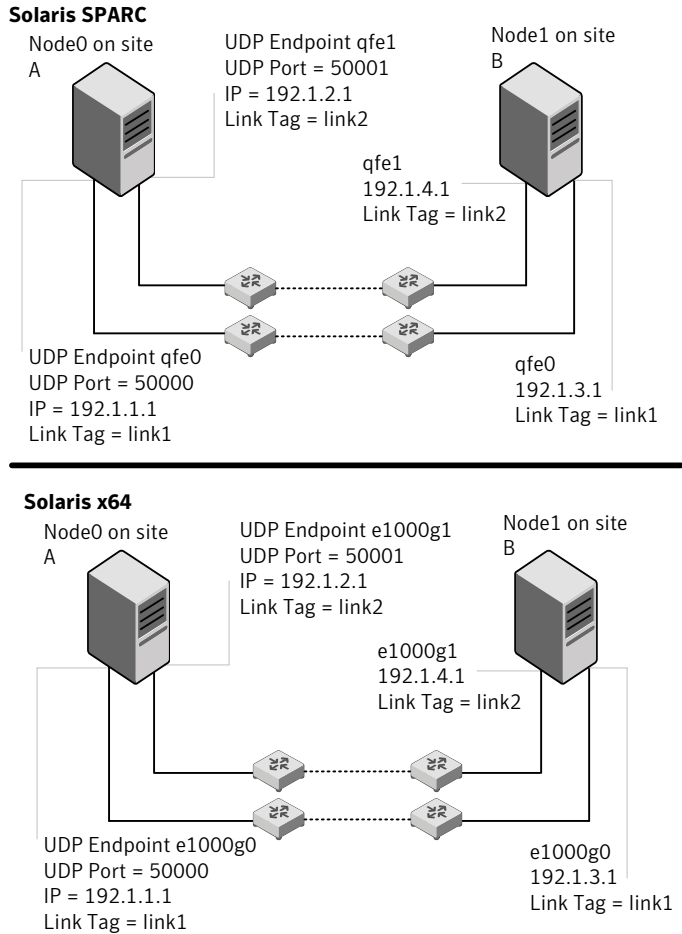 Solaris SPARC
Node0 on site
A
UDP Endpoint qfe1
UDP Port = 50001
IP = 192.1.2.1
Link Tag = link2
Node1 on site
B
qfe1
192.1.4.1
Link Tag = link2
UDP Endpoint qfe0
UDP Port = 50000
IP = 192.1.1.1
Link Tag = link1
qfe0
192.1.3.1
Link Tag = link1
Solaris x64
Node0 on site
A
UDP Endpoint e1000g1
UDP Port = 50001
IP = 192.1.2.1
Link Tag = link2
Node1 on site
B
e1000g1
192.1.4.1
Link Tag = link2
UDP Endpoint e1000g0
UDP Port = 50000
IP = 192.1.1.1
Link Tag = link1
e1000g0
192.1.3.1
Link Tag = link1